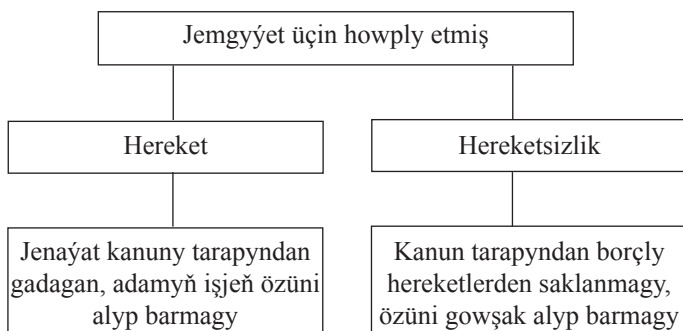 Jemgyýet üçin howply etmiş
Hereket
Hereketsizlik
Jenaýat kanuny tarapyndan
gadagan, adamyň işjeň özüni
alyp barmagy
Kanun tarapyndan borçly
hereketlerden saklanmagy,
özüni gowşak alyp barmagy